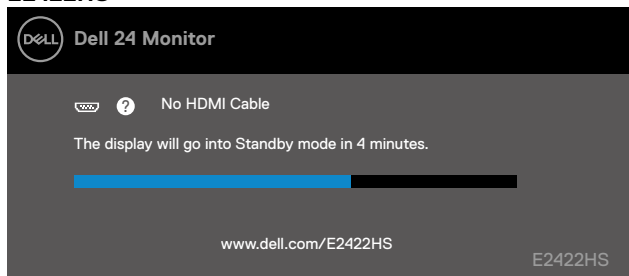 E2422HS
DELL Dell 24 Monitor
? No HDMI Cable
The display will go into Standby mode in 4 minutes.
www.dell.com/E2422HS
E2422HS